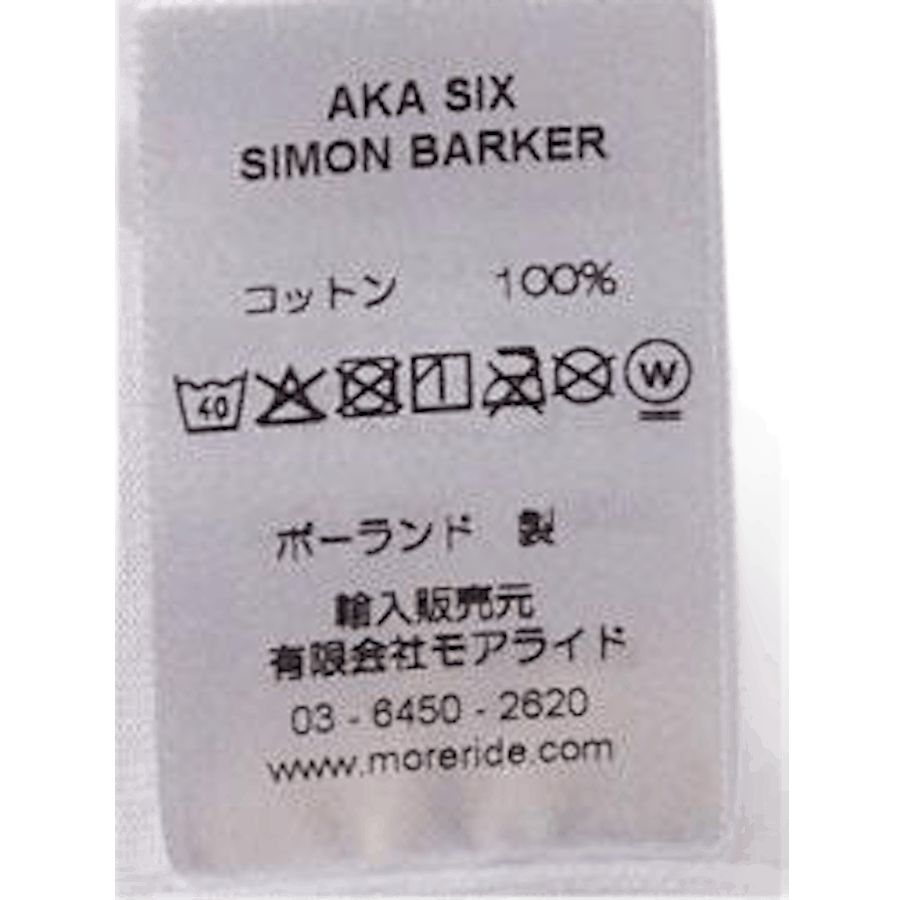 AKA SIX
SIMON BARKER
コットン 100%
40 W
ポーランド 製
輸入販売元
有限会社モアライド
03 - 6450 - 2620
www.moreride.com